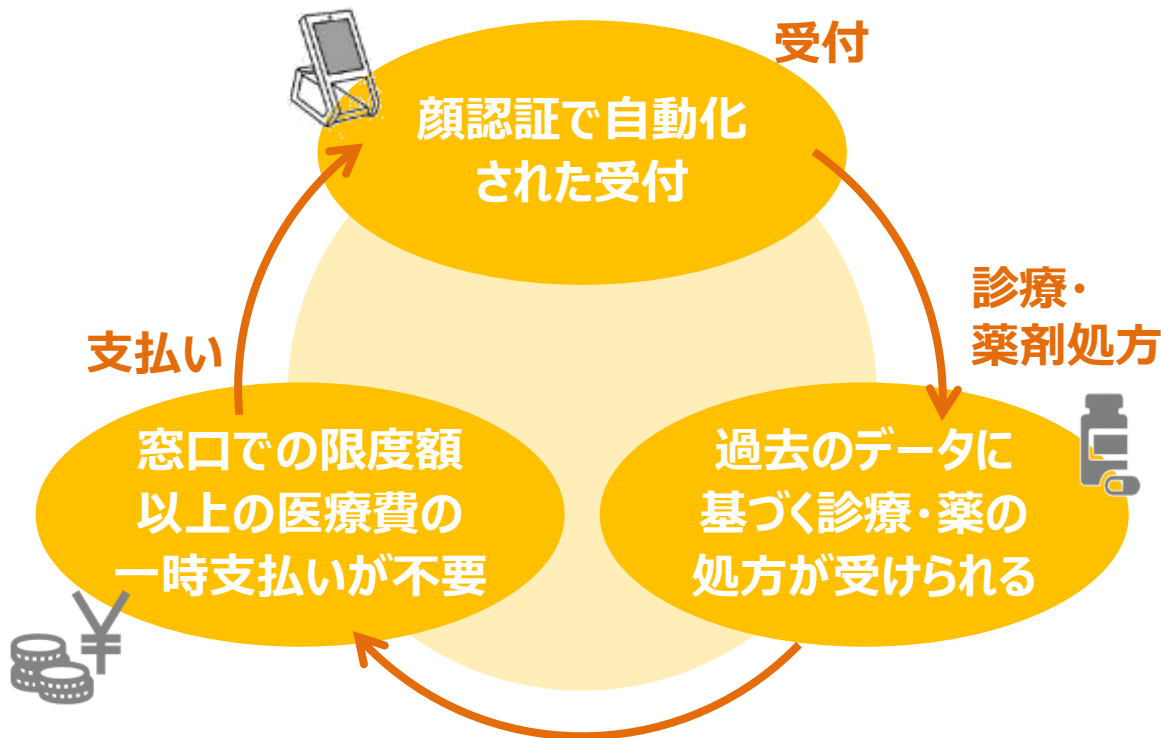 受付
顔認証で自動化
された受付
診療・
薬剤処方
過去のデータに
基づく診療・薬の
処方が受けられる
支払い
窓口での限度額
以上の医療費の
一時支払いが不要
¥